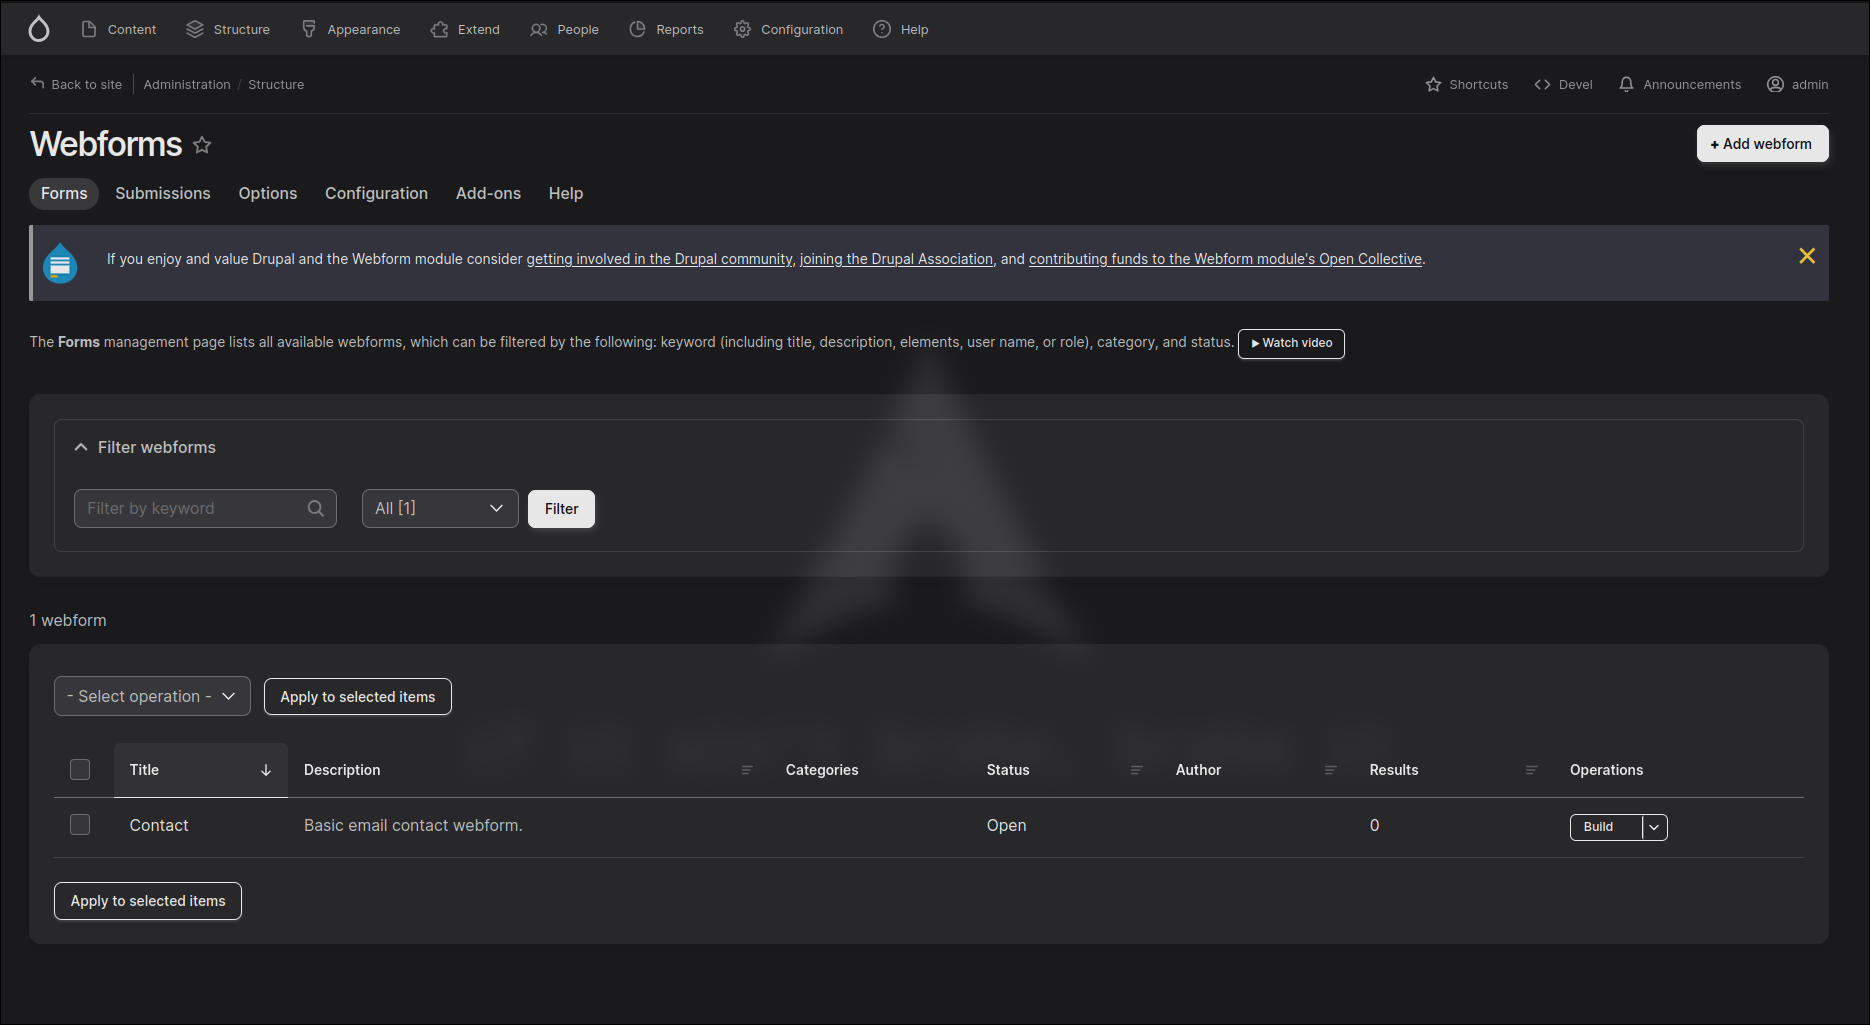 Content Structure Appearance Extend People Reports Configuration Help
Back to site Administration / Structure Shortcuts Devel Announcements admin
Webforms
+ Add webform
Forms Submissions Options Configuration Add-ons Help
If you enjoy and value Drupal and the Webform module consider getting involved in the Drupal community, joining the Drupal Association, and contributing funds to the Webform module's Open Collective.
The Forms management page lists all available webforms, which can be filtered by the following: keyword (including title, description, elements, user name, or role), category, and status. Watch video
Filter webforms
Filter by keyword All [1] Filter
1 webform
- Select operation - Apply to selected items
Title Description Categories Status Author Results Operations
Contact Basic email contact webform. Open 0 Build
Apply to selected items